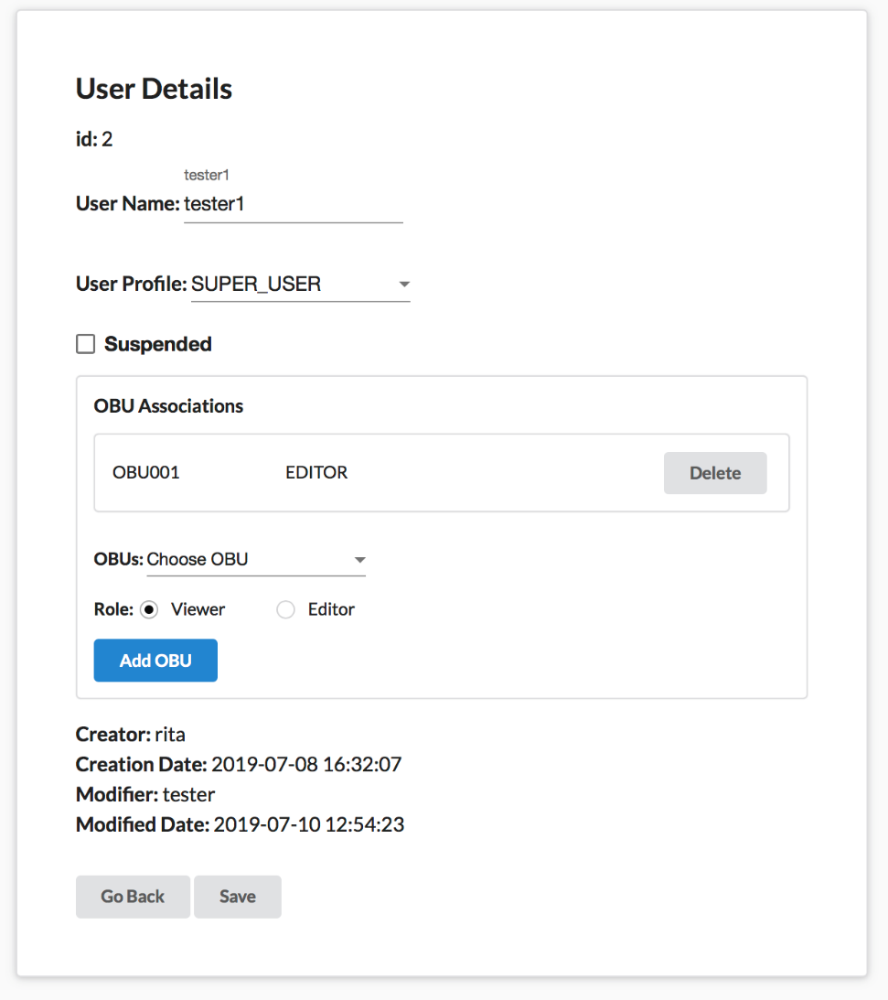 User Details
id: 2
tester1
User Name: tester1
User Profile: SUPER_USER
Suspended
OBU Associations
OBU001 EDITOR Delete
OBUs: Choose OBU
Role: Viewer Editor
Add OBU
Creator: rita
Creation Date: 2019-07-08 16:32:07
Modifier: tester
Modified Date: 2019-07-10 12:54:23
Go Back Save